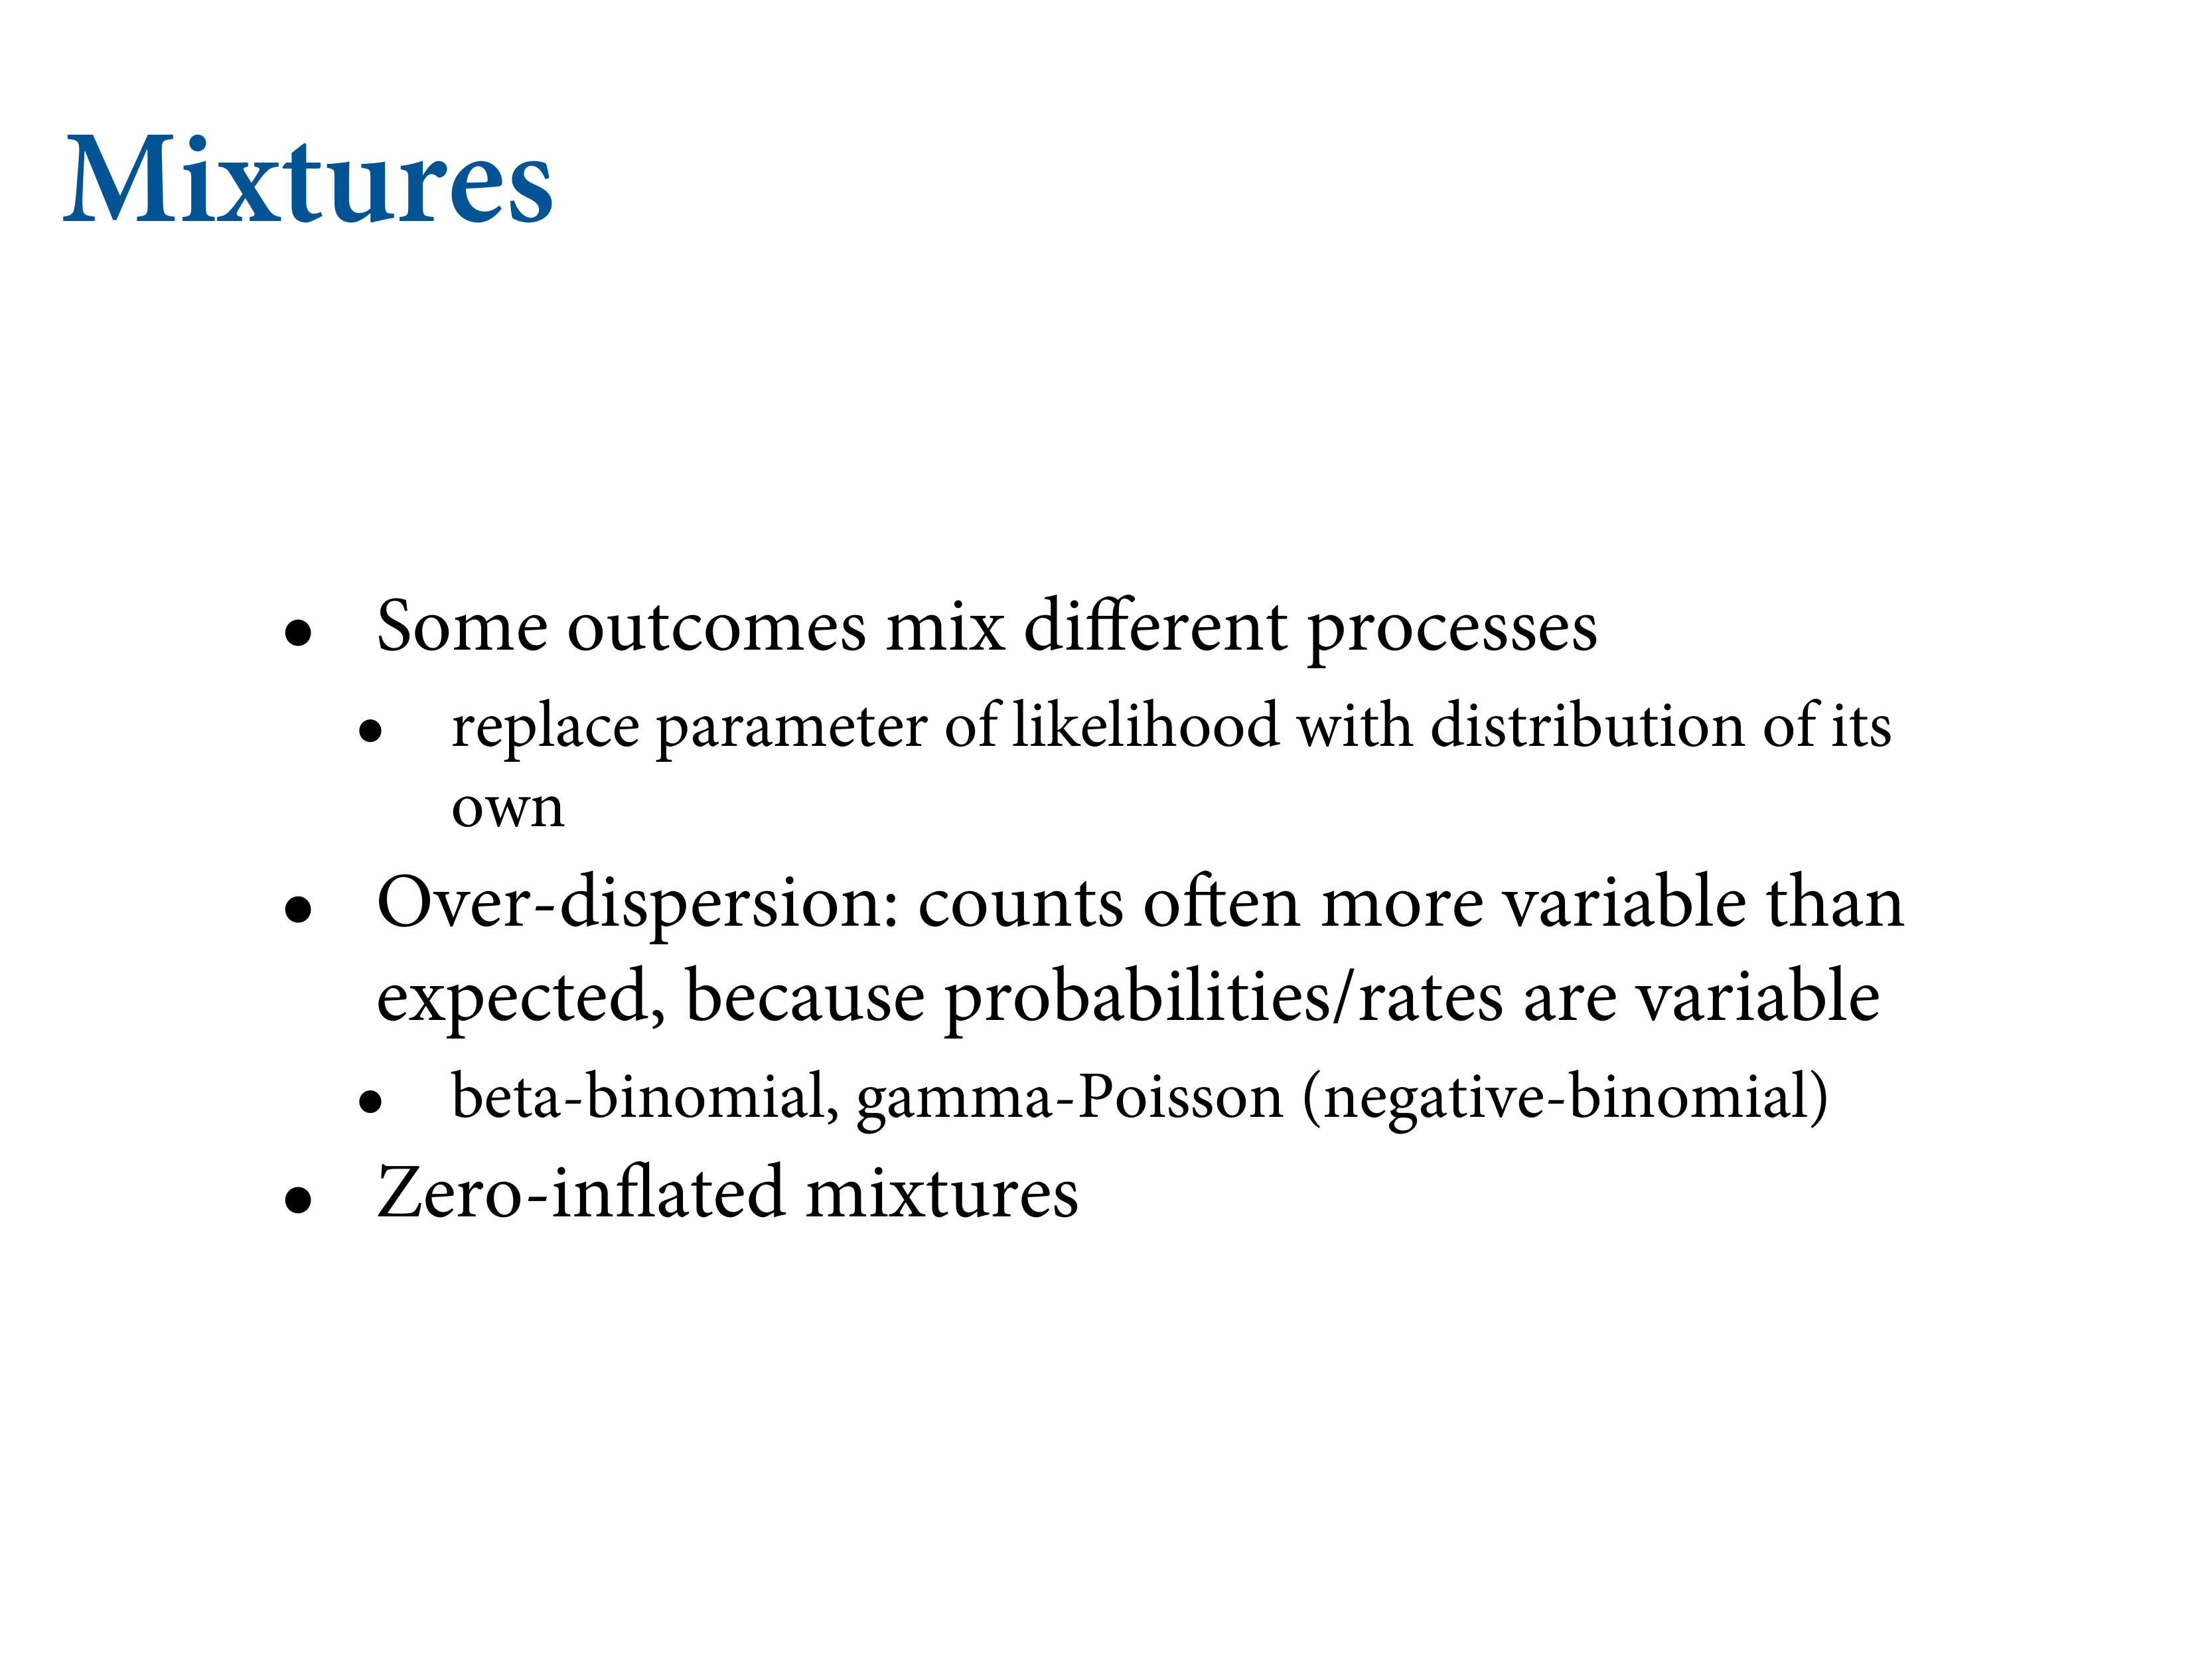 Mixtures
• Some outcomes mix different processes
• replace parameter of likelihood with distribution of its
own
• Over-dispersion: counts often more variable than
expected, because probabilities/rates are variable
• beta-binomial, gamma-Poisson (negative-binomial)
• Zero-inflated mixtures